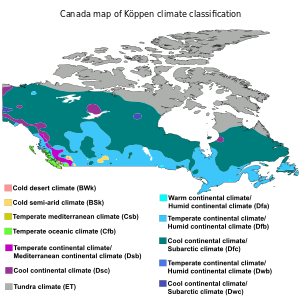 Canada map of Köppen climate classification
Cold desert climate (BWk)
Cold semi-arid climate (BSk)
Temperate mediterranean climate (Csb)
Temperate oceanic climate (Cfb)
Temperate continental climate/
Mediterranean continental climate (Dsb)
Cool continental climate (Dsc)
Tundra climate (ET)
Warm continental climate/
Humid continental climate (Dfa)
Temperate continental climate/
Humid continental climate (Dfb)
Cool continental climate/
Subarctic climate (Dfc)
Temperate continental climate/
Humid continental climate (Dwb)
Cool continental climate/
Subarctic climate (Dwc)